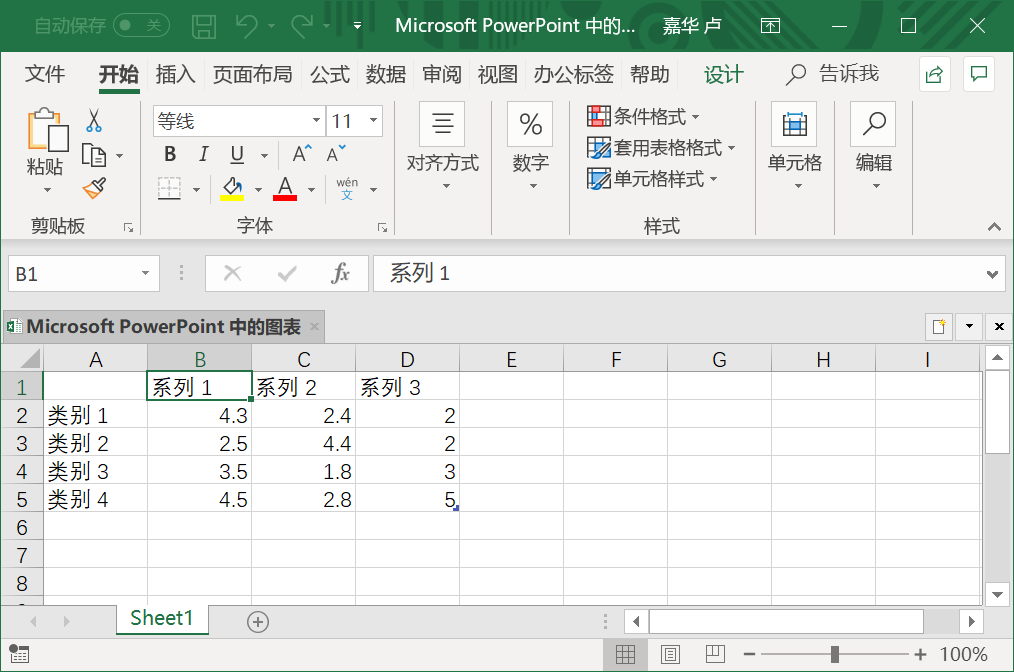 自动保存 关 Microsoft PowerPoint 中的... 嘉华 卢
文件 开始 插入 页面布局 公式 数据 审阅 视图 办公标签 帮助 设计 告诉我
粘贴
剪贴板
等线 11
B I U A A
A wén 文
字体
对齐方式
%
数字
条件格式
套用表格格式
单元格样式
样式
单元格
编辑
B1 fx 系列 1
Microsoft PowerPoint 中的图表
A B C D E F G H I
1 系列 1 系列 2 系列 3
2 类别 1 4.3 2.4 2
3 类别 2 2.5 4.4 2
4 类别 3 3.5 1.8 3
5 类别 4 4.5 2.8 5
6
7
8
Sheet1
100%